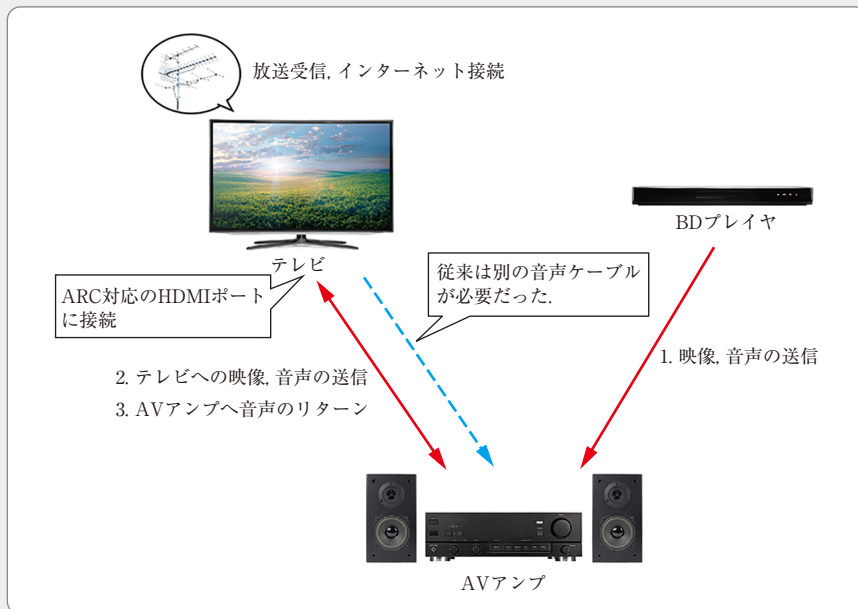 放送受信, インターネット接続
BDプレイヤ
テレビ
ARC対応のHDMIポート
に接続
従来は別の音声ケーブル
が必要だった.
1. 映像, 音声の送信
2. テレビへの映像, 音声の送信
3. AVアンプへ音声のリターン
AVアンプ